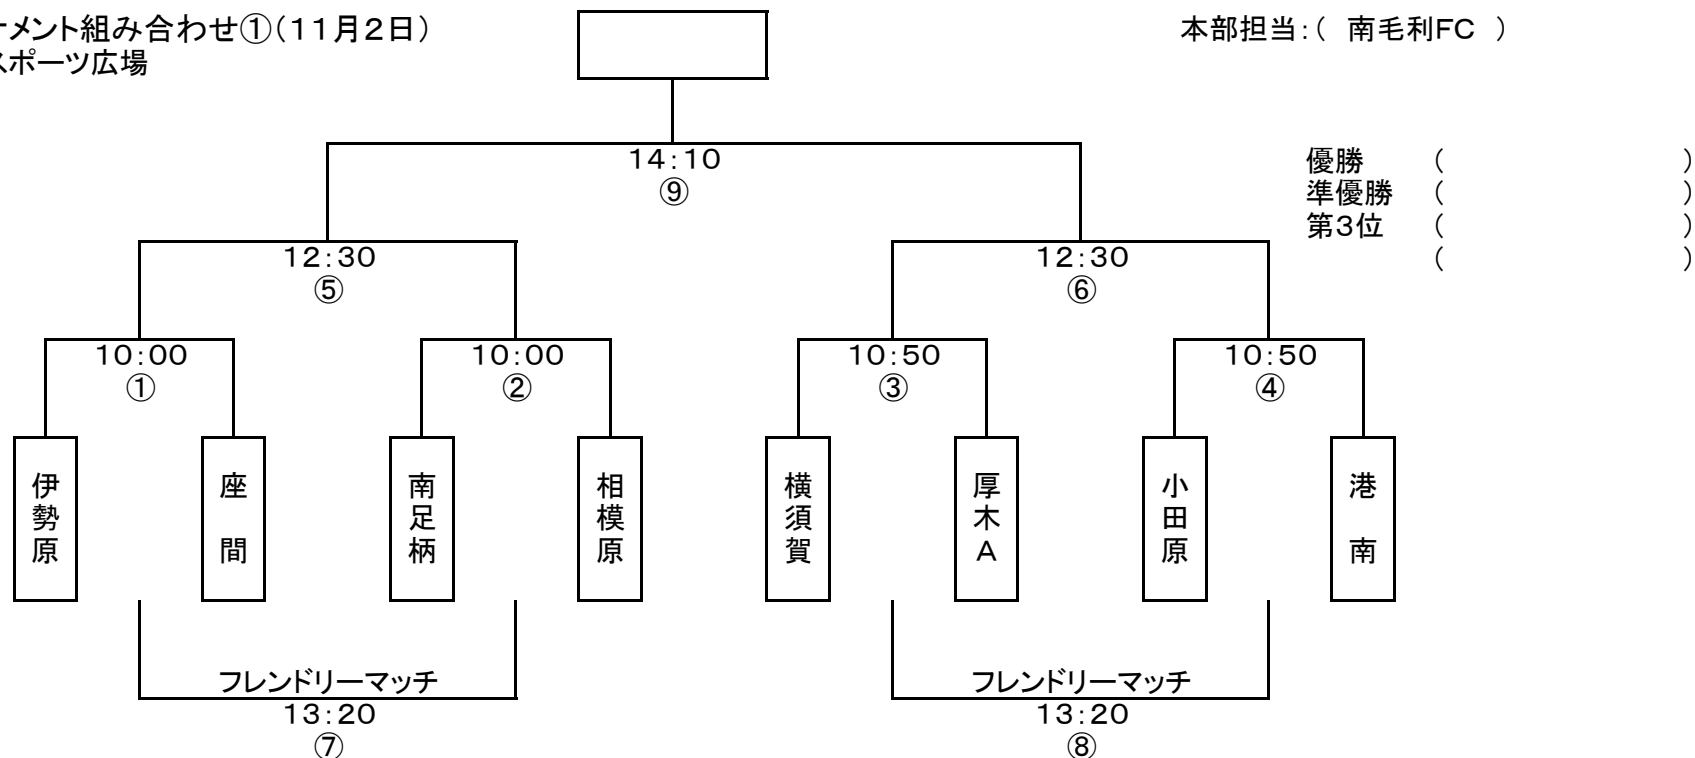 メント組み合わせ①(11月2日)
スポーツ広場
本部担当:( 南毛利FC )
14:10
⑨
優勝 ( )
準優勝 ( )
第3位 ( )
( )
12:30
⑤
12:30
⑥
10:00
①
10:00
②
10:50
③
10:50
④
伊勢原
座間
南足柄
相模原
横須賀
厚木A
小田原
港南
フレンドリーマッチ
13:20
⑦
フレンドリーマッチ
13:20
⑧